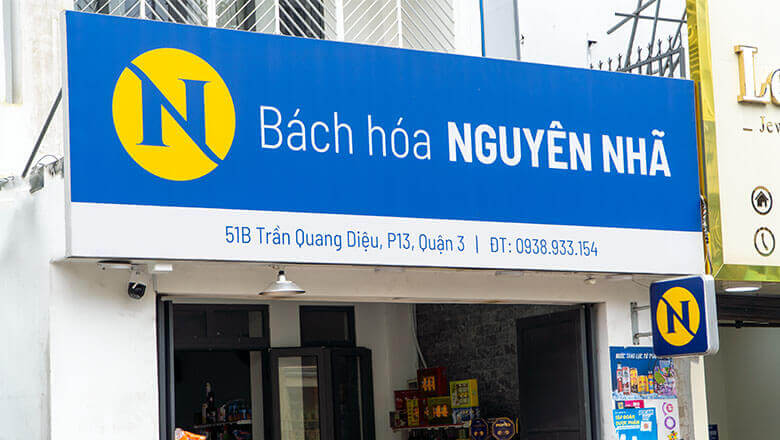 N Bách hóa NGUYÊN NHÃ
51B Trần Quang Diệu, P13, Quận 3 | ĐT: 0938.933.154
N